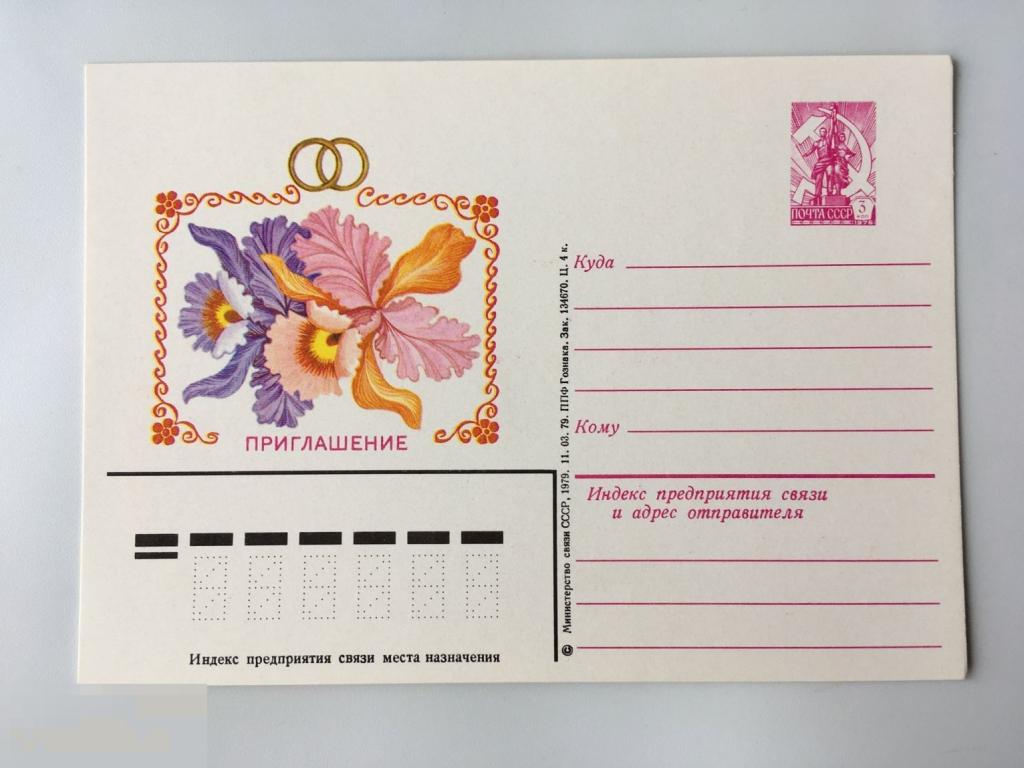 ПОЧТА СССР 3
КОП
1976
Куда
ПРИГЛАШЕНИЕ
Кому
Индекс предприятия связи
и адрес отправителя
Индекс предприятия связи места назначения
© Министерство связи СССР, 1979. 11. 03. 79. ППФ Гознака. Зак. 134670. Ц. 4 к.